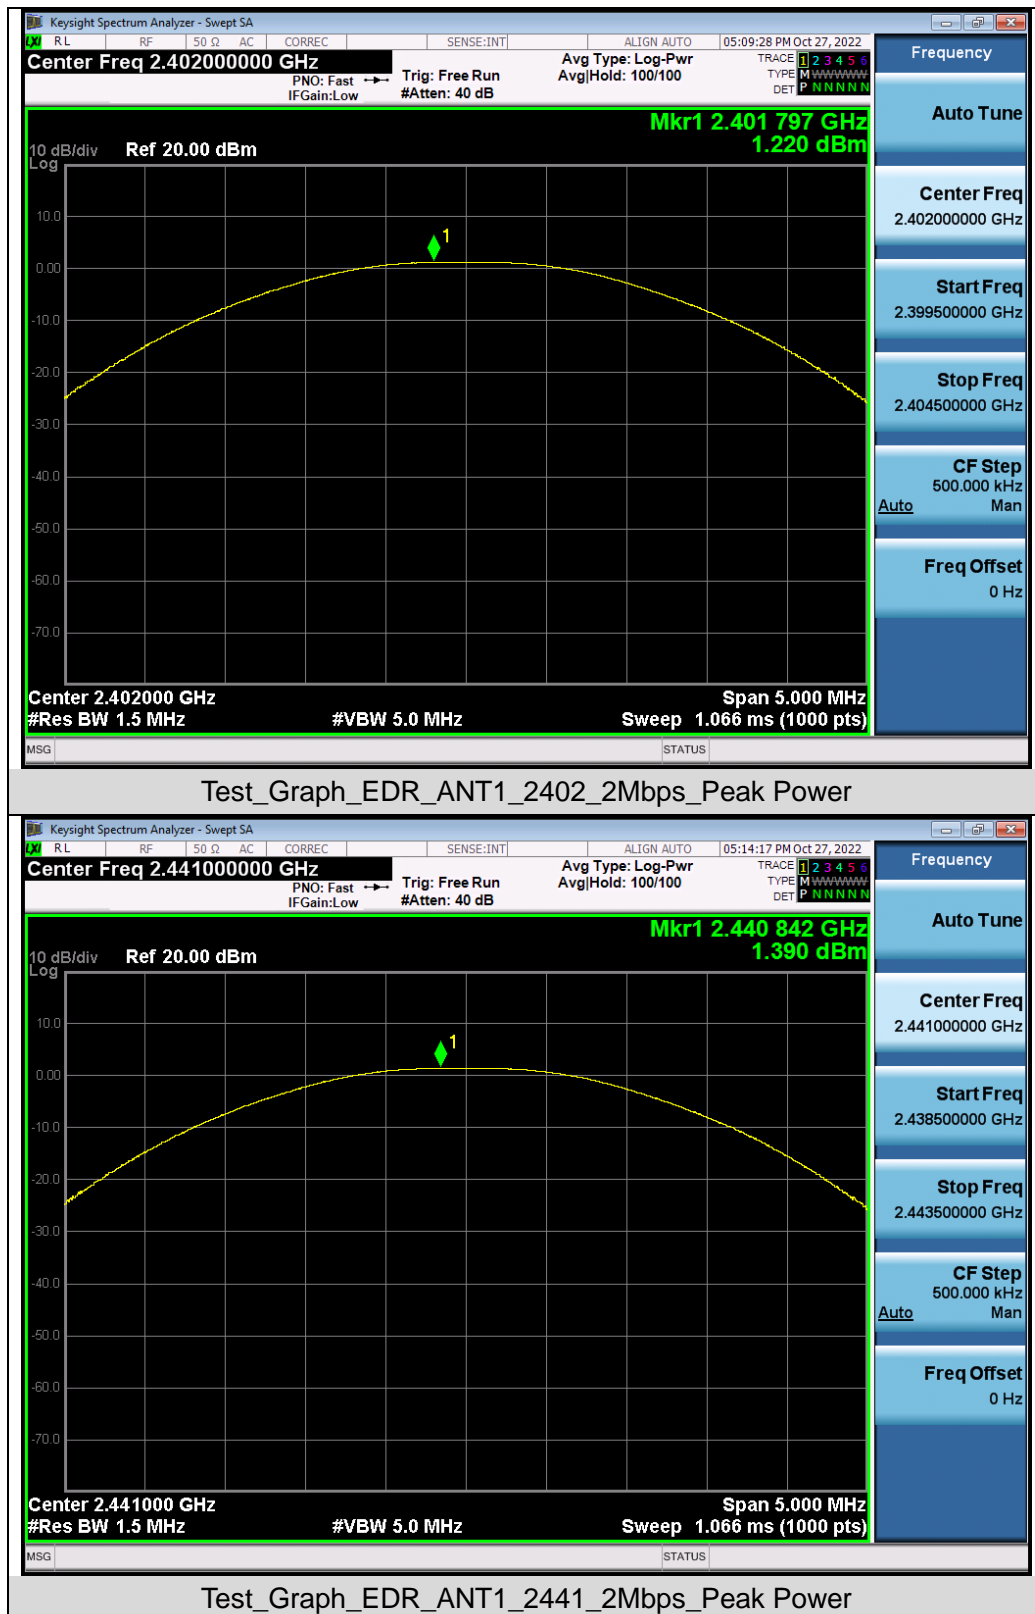 Keysight Spectrum Analyzer - Swept SA
LXI RL RF 50 Ω AC CORREC SENSE:INT ALIGN AUTO 05:09:28 PM Oct 27, 2022
Center Freq 2.402000000 GHz
PNO: Fast
IFGain:Low
Trig: Free Run
#Atten: 40 dB
Avg Type: Log-Pwr
Avg|Hold: 100/100
TRACE 1 2 3 4 5 6
TYPE M W W W W W
DET P N N N N N
Mkr1 2.401 797 GHz
1.220 dBm
10 dB/div Ref 20.00 dBm
Log
10.0
0.00
-10.0
-20.0
-30.0
-40.0
-50.0
-60.0
-70.0
1
Center 2.402000 GHz Span 5.000 MHz
#Res BW 1.5 MHz #VBW 5.0 MHz Sweep 1.066 ms (1000 pts)
MSG STATUS
Frequency
Auto Tune
Center Freq
2.402000000 GHz
Start Freq
2.399500000 GHz
Stop Freq
2.404500000 GHz
CF Step
500.000 kHz
Auto Man
Freq Offset
0 Hz
Test_Graph_EDR_ANT1_2402_2Mbps_Peak Power
Keysight Spectrum Analyzer - Swept SA
LXI RL RF 50 Ω AC CORREC SENSE:INT ALIGN AUTO 05:14:17 PM Oct 27, 2022
Center Freq 2.441000000 GHz
PNO: Fast
IFGain:Low
Trig: Free Run
#Atten: 40 dB
Avg Type: Log-Pwr
Avg|Hold: 100/100
TRACE 1 2 3 4 5 6
TYPE M W W W W W
DET P N N N N N
Mkr1 2.440 842 GHz
1.390 dBm
10 dB/div Ref 20.00 dBm
Log
10.0
0.00
-10.0
-20.0
-30.0
-40.0
-50.0
-60.0
-70.0
1
Center 2.441000 GHz Span 5.000 MHz
#Res BW 1.5 MHz #VBW 5.0 MHz Sweep 1.066 ms (1000 pts)
MSG STATUS
Frequency
Auto Tune
Center Freq
2.441000000 GHz
Start Freq
2.438500000 GHz
Stop Freq
2.443500000 GHz
CF Step
500.000 kHz
Auto Man
Freq Offset
0 Hz
Test_Graph_EDR_ANT1_2441_2Mbps_Peak Power